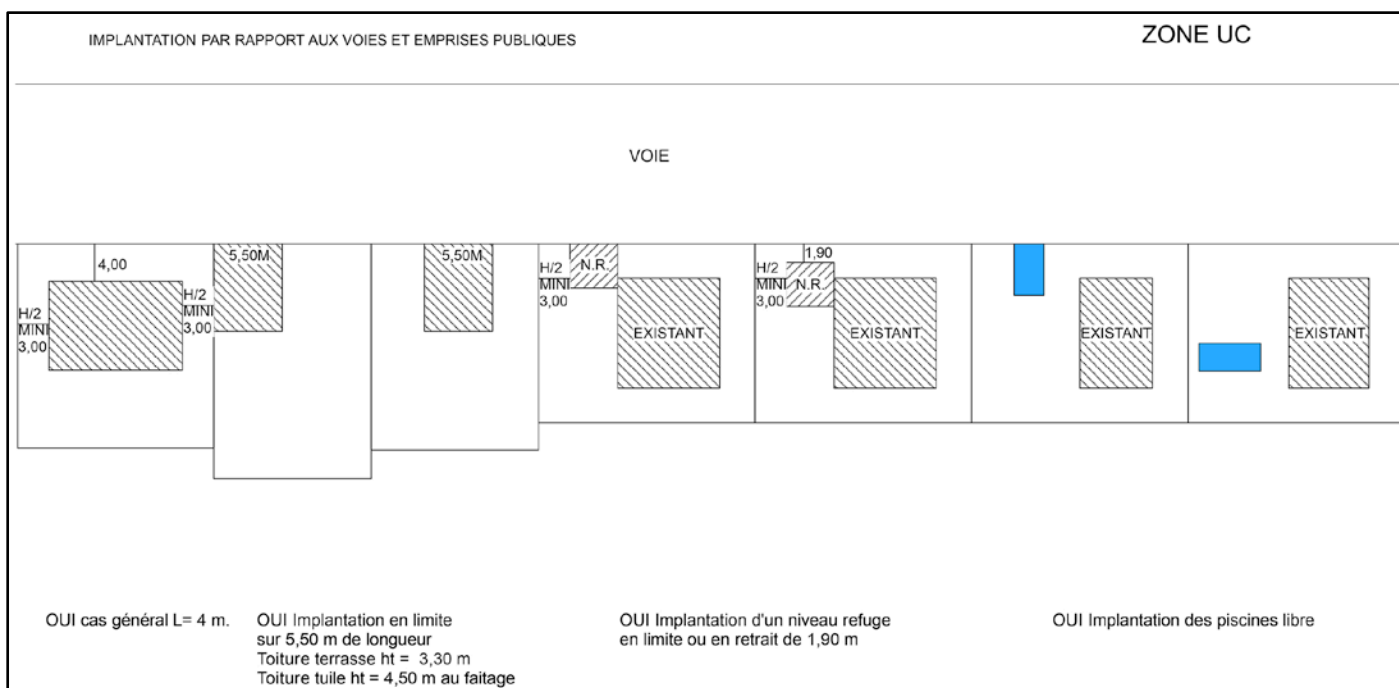 IMPLANTATION PAR RAPPORT AUX VOIES ET EMPRISES PUBLIQUES
ZONE UC
VOIE
4,00
H/2
MINI
3,00
H/2
MINI
3,00
5,50M
5,50M
H/2
MINI
3,00
N.R.
EXISTANT
H/2
MINI
3,00
1,90
N.R.
EXISTANT
EXISTANT
EXISTANT
OUI cas général L= 4 m.
OUI Implantation en limite
sur 5,50 m de longueur
Toiture terrasse ht = 3,30 m
Toiture tuile ht = 4,50 m au faitage
OUI Implantation d'un niveau refuge
en limite ou en retrait de 1,90 m
OUI Implantation des piscines libre